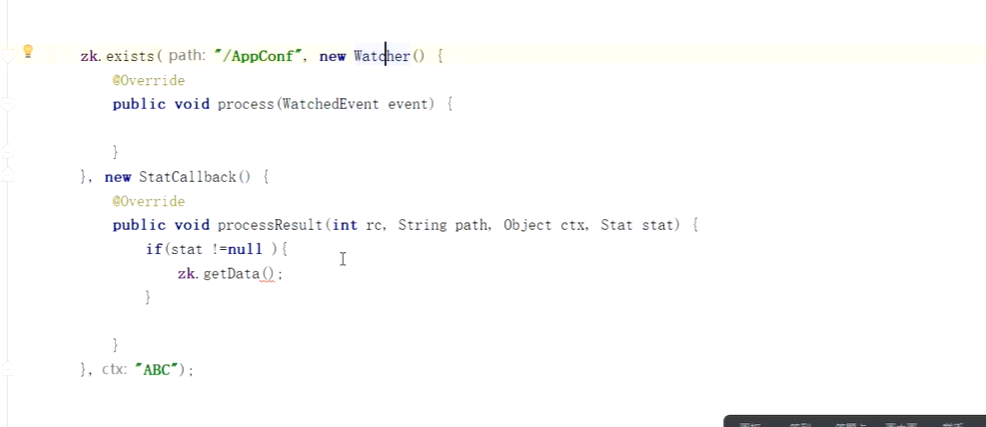 zk.exists( path: "/AppConf", new Watcher() {
@Override
public void process(WatchedEvent event) {
}
}, new StatCallback() {
@Override
public void processResult(int rc, String path, Object ctx, Stat stat) {
if(stat !=null ){
zk.getData();
}
}
}, ctx: "ABC");